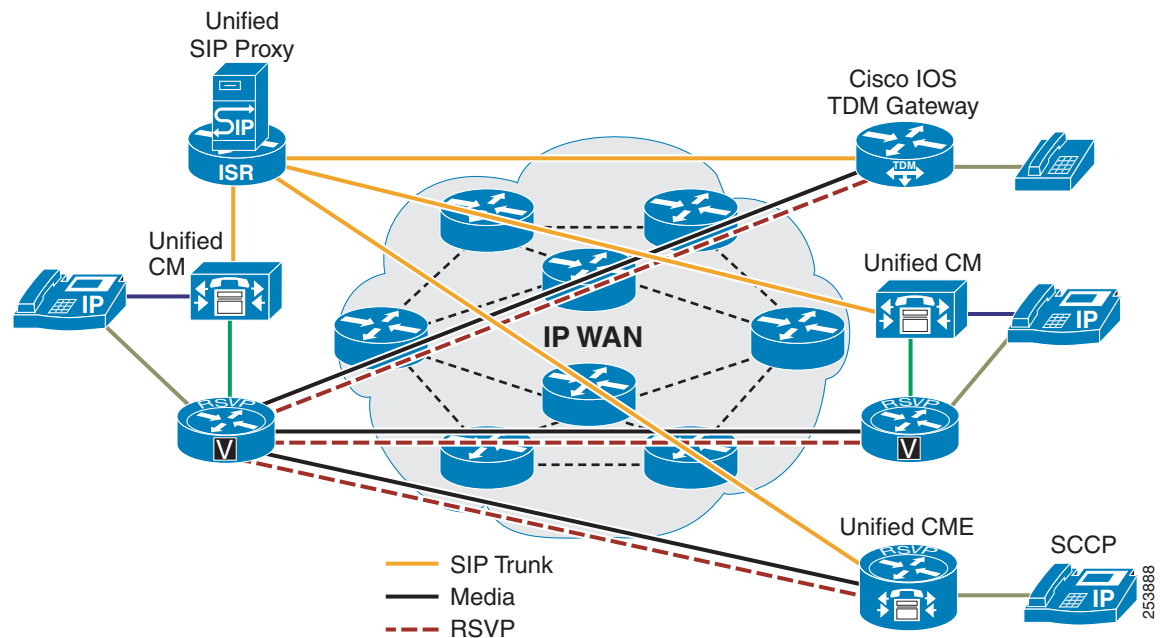 Unified
SIP Proxy
SIP
ISR
Cisco IOS
TDM Gateway
TDM
Unified
CM
IP
Unified CM
IP
IP WAN
RSVP
V
RSVP
V
Unified CME
RSVP
SCCP
IP
SIP Trunk
Media
RSVP
253888